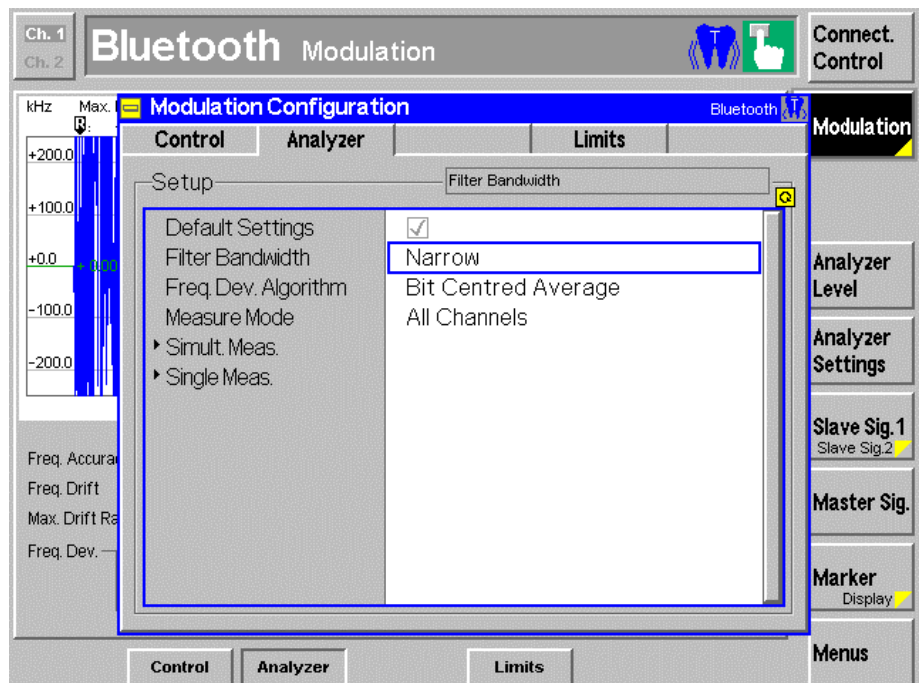 Ch. 1
Ch. 2
Bluetooth Modulation
Connect. Control
kHz Max.
Modulation Configuration Bluetooth
Control Analyzer Limits
Modulation
+200.0
+100.0
+0.0
+0.00
-100.0
-200.0
Setup
Filter Bandwidth
Default Settings
Filter Bandwidth Narrow
Freq. Dev. Algorithm Bit Centred Average
Measure Mode All Channels
Simult. Meas.
Single Meas.
Analyzer Level
Analyzer Settings
Slave Sig.1
Slave Sig.2
Master Sig.
Marker
Display
Menus
Freq.
Freq. Drift
Max. Drift
Freq. Dev.
Control Analyzer Limits